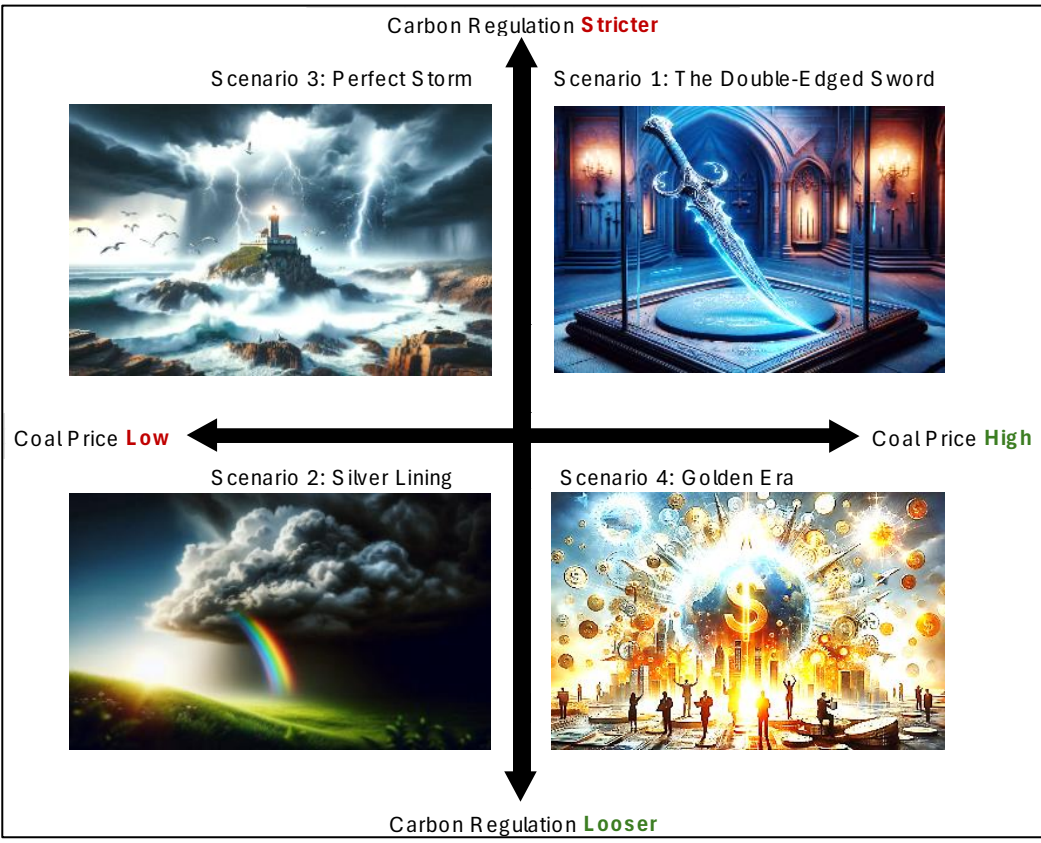 Carbon Regulation Stricter
Scenario 3: Perfect Storm
Scenario 1: The Double-Edged Sword
Coal Price Low
Coal Price High
Scenario 2: Silver Lining
Scenario 4: Golden Era
$
Carbon Regulation Looser